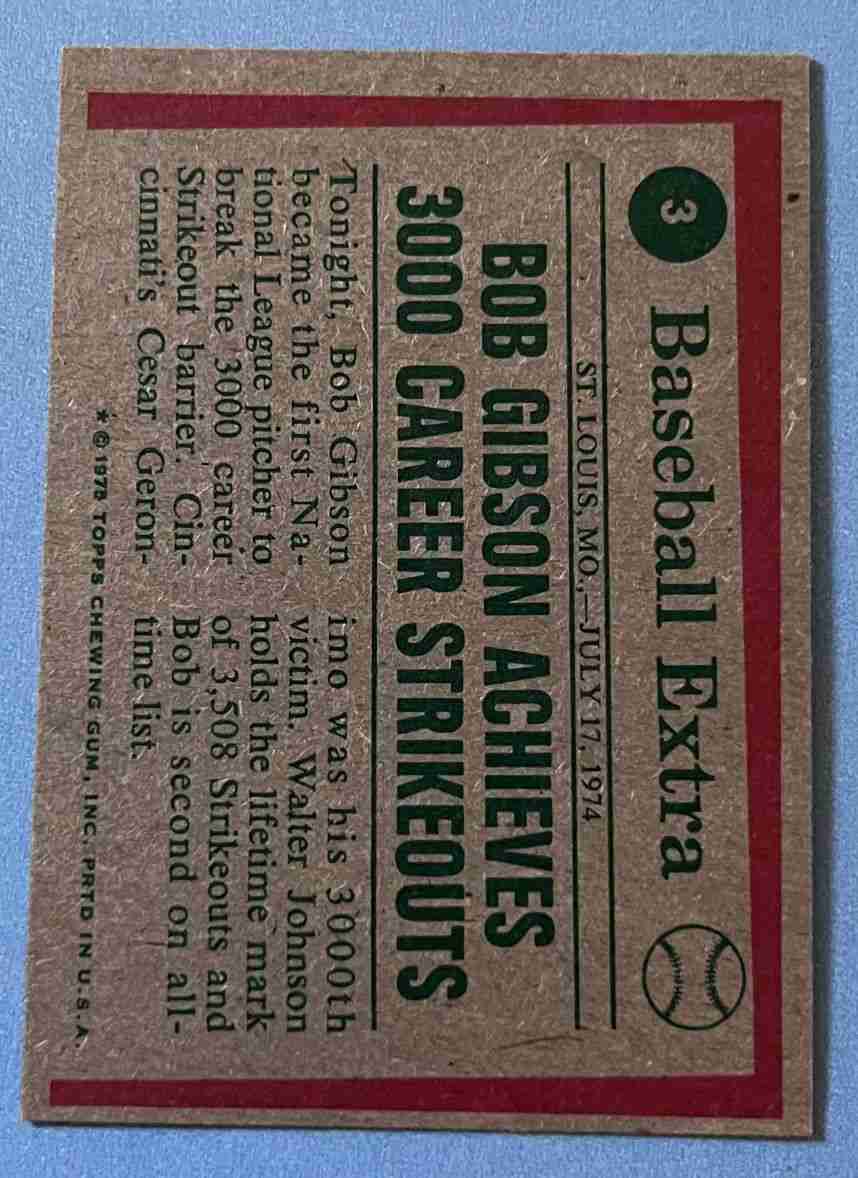 3 Baseball Extra
ST. LOUIS, MO.,—JULY 17, 1974
BOB GIBSON ACHIEVES
3000 CAREER STRIKEOUTS
Tonight, Bob Gibson
became the first Na-
tional League pitcher to
break the 3000 career
Strikeout barrier. Cin-
cinnati's Cesar Geron-
imo was his 3000th
victim. Walter Johnson
holds the lifetime mark
of 3,508 Strikeouts and
Bob is second on all-
time list.
* © 1975 TOPPS CHEWING GUM, INC. PRTD IN U.S.A.